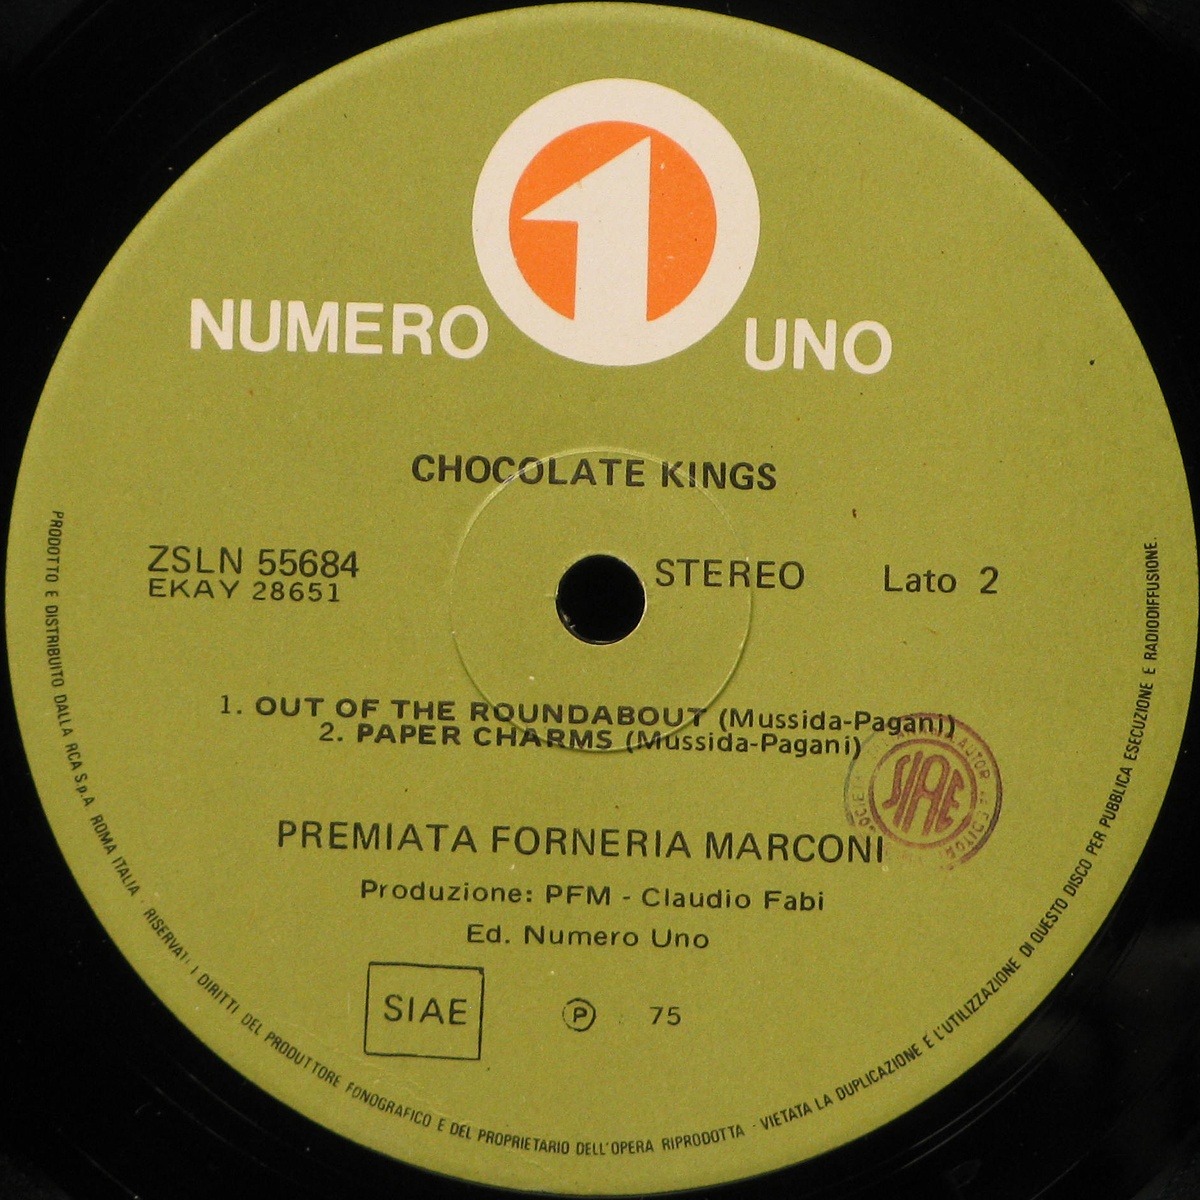 1
NUMERO UNO
CHOCOLATE KINGS
ZSLN 55684
EKAY 28651
STEREO
Lato 2
1. OUT OF THE ROUNDABOUT (Mussida-Pagani)
2. PAPER CHARMS (Mussida-Pagani)
SIAE
PREMIATA FORNERIA MARCONI
Produzione: PFM - Claudio Fabi
Ed. Numero Uno
SIAE
Ⓟ 75
PRODOTTO E DISTRIBUITO DALLA RCA S.p.A ROMA ITALIA · RISERVATI I DIRITTI DEL PRODUTTORE FONOGRAFICO E DEL PROPRIETARIO DELL'OPERA RIPRODOTTA · VIETATA LA DUPLICAZIONE E L'UTILIZZAZIONE DI QUESTO DISCO PER PUBBLICA ESECUZIONE E RADIODIFFUSIONE.